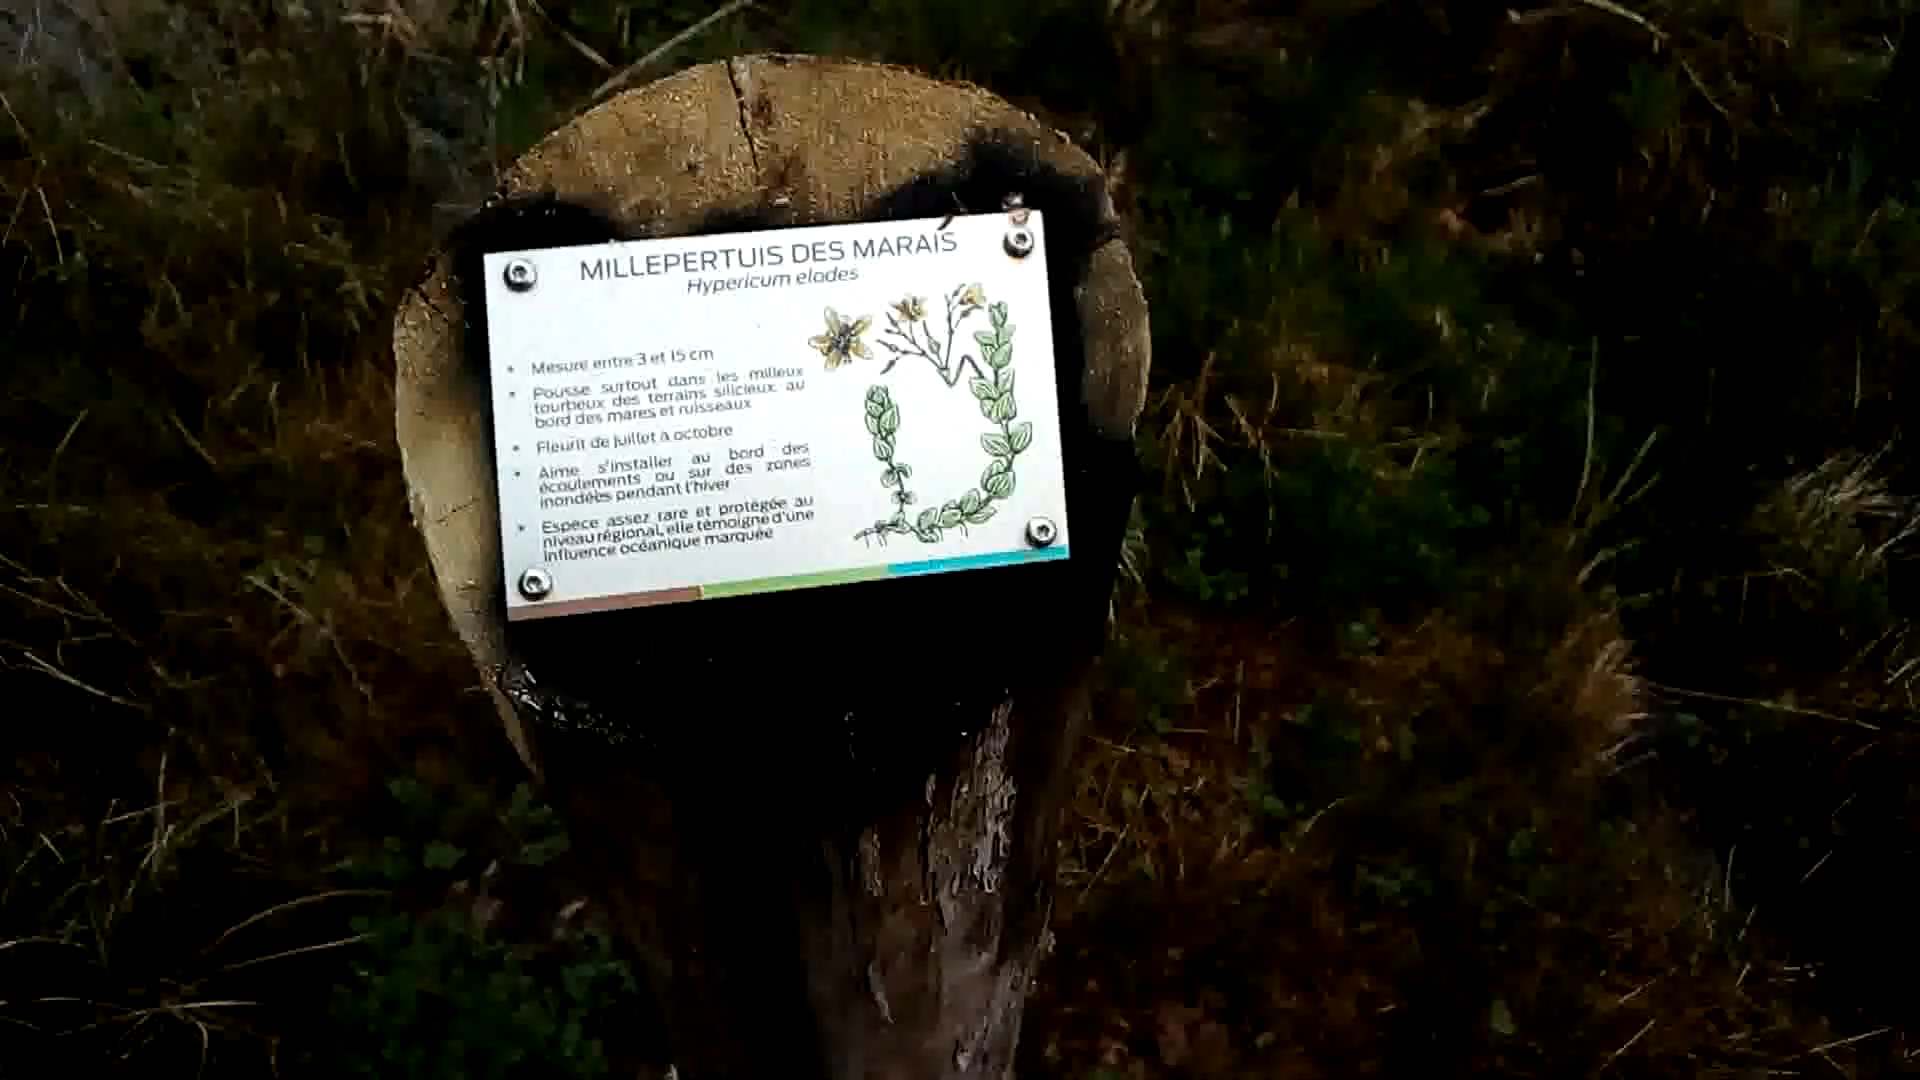 MILLEPERTUIS DES MARAIS
Hypericum elodes
• Mesure entre 3 et 15 cm
• Pousse surtout dans les milieux
tourbeux des terrains silicieux, au
bord des mares et ruisseaux
• Fleurit de juillet à octobre
• Aime s'installer au bord des
écoulements ou sur des zones
inondées pendant l'hiver
• Espèce assez rare et protégée au
niveau régional, elle témoigne d'une
influence océanique marquée